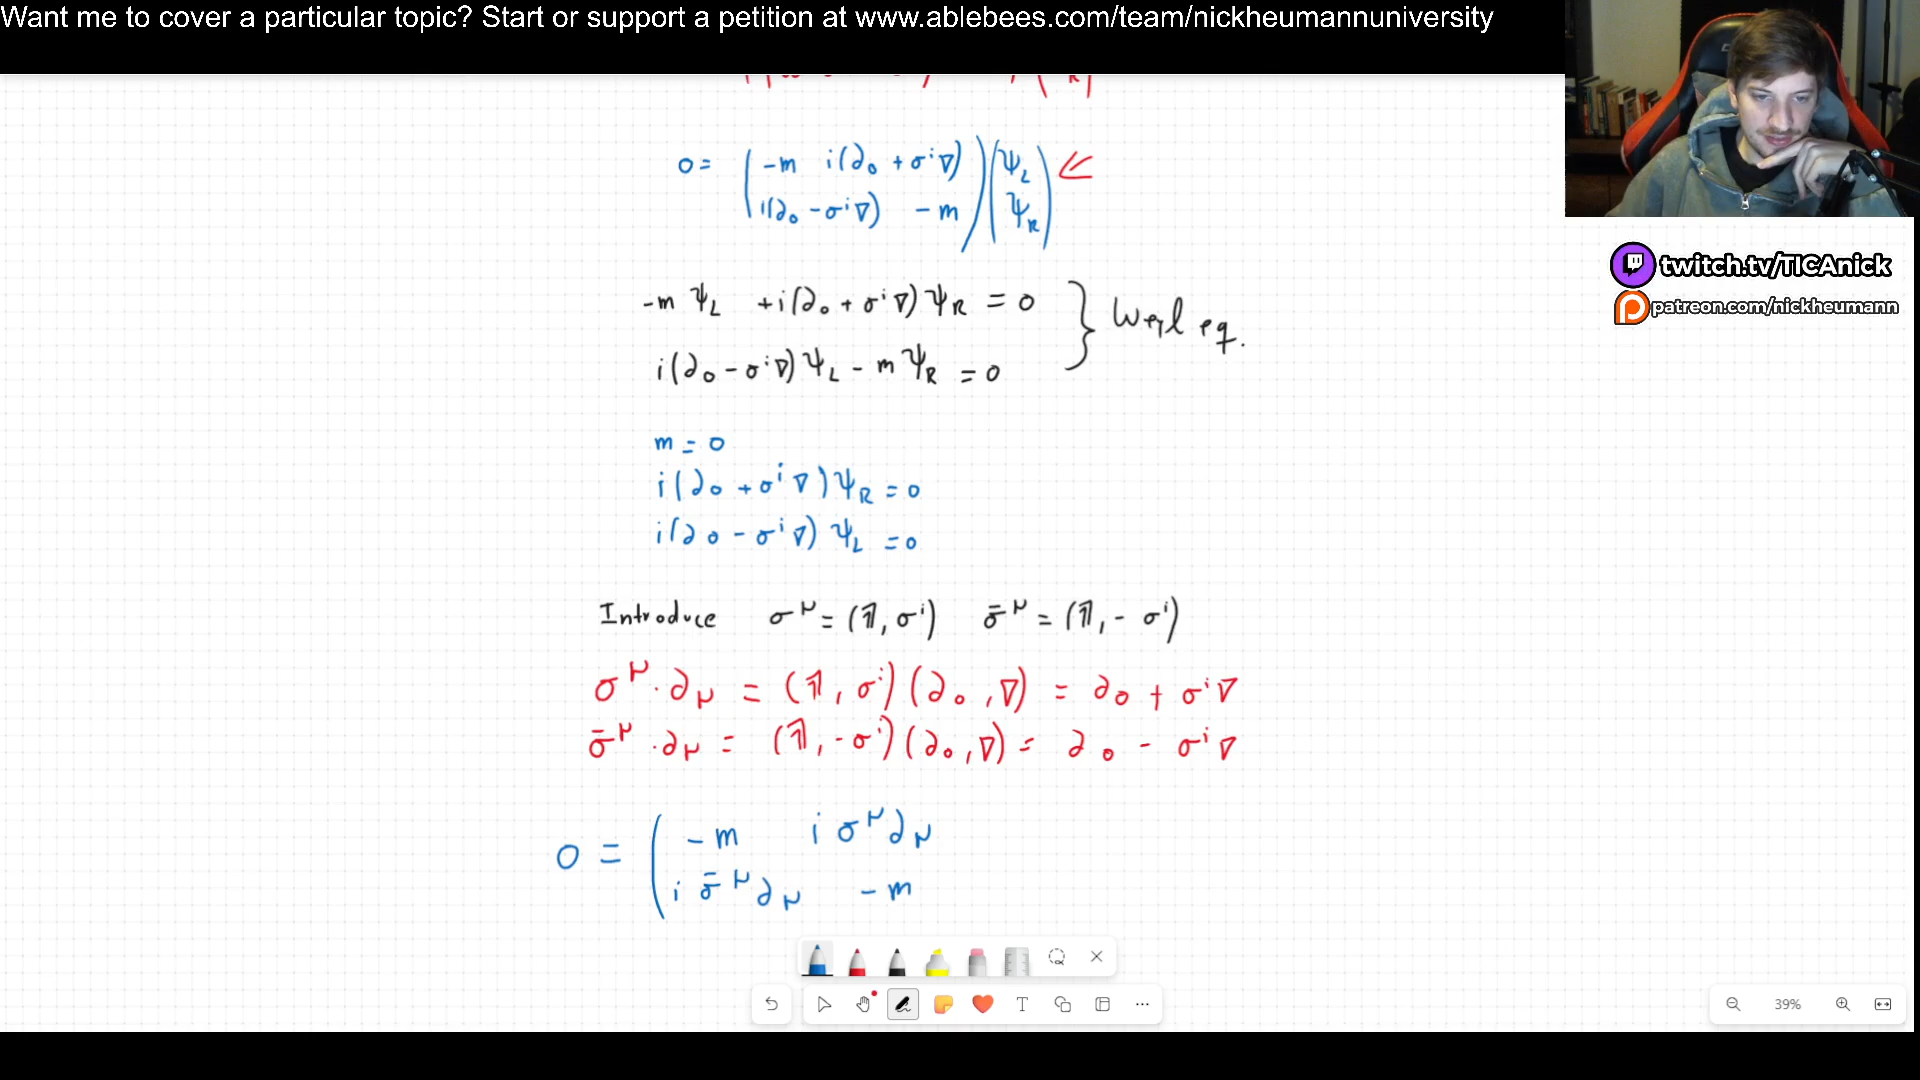 Want me to cover a particular topic? Start or support a petition at www.ablebees.com/team/nickheumannuniversity
0 = ( -m i(∂₀ + σⁱ∇) ) ( ψ_L )
( i(∂₀ - σⁱ∇) -m ) ( ψ_R )
twitch.tv/TICAnick
patreon.com/nickheumann
-m ψ_L + i(∂₀ + σⁱ∇) ψ_R = 0
i(∂₀ - σⁱ∇) ψ_L - m ψ_R = 0
} Weyl eq.
m = 0
i(∂₀ + σⁱ∇) ψ_R = 0
i(∂₀ - σⁱ∇) ψ_L = 0
Introduce σ^μ = (𝟙, σⁱ) σ̄^μ = (𝟙, - σⁱ)
σ^μ · ∂_μ = (𝟙, σⁱ)(∂₀, ∇) = ∂₀ + σⁱ∇
σ̄^μ · ∂_μ = (𝟙, -σⁱ)(∂₀, ∇) = ∂₀ - σⁱ∇
0 = ( -m i σ^μ ∂_μ
i σ̄^μ ∂_μ -m
T
39%